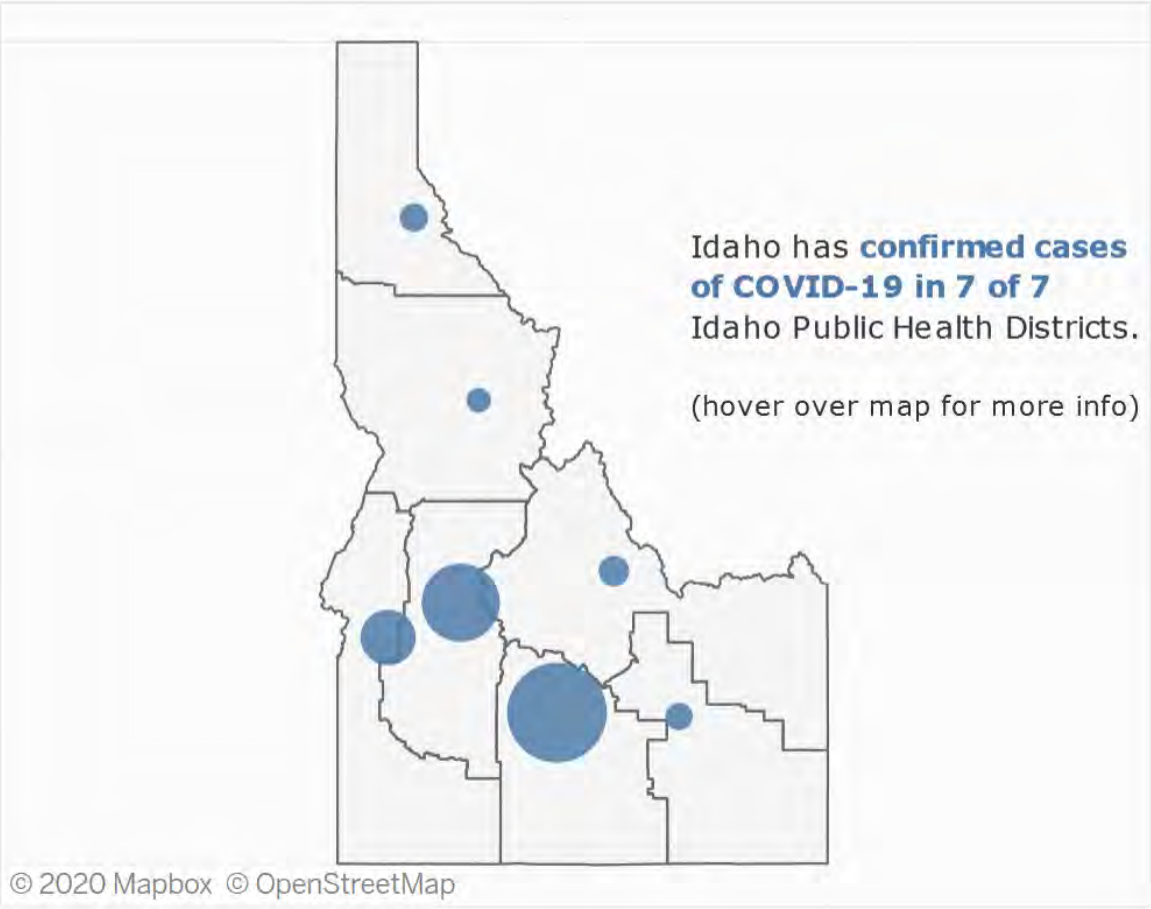 Idaho has confirmed cases
of COVID-19 in 7 of 7
Idaho Public Health Districts.
(hover over map for more info)
© 2020 Mapbox © OpenStreetMap